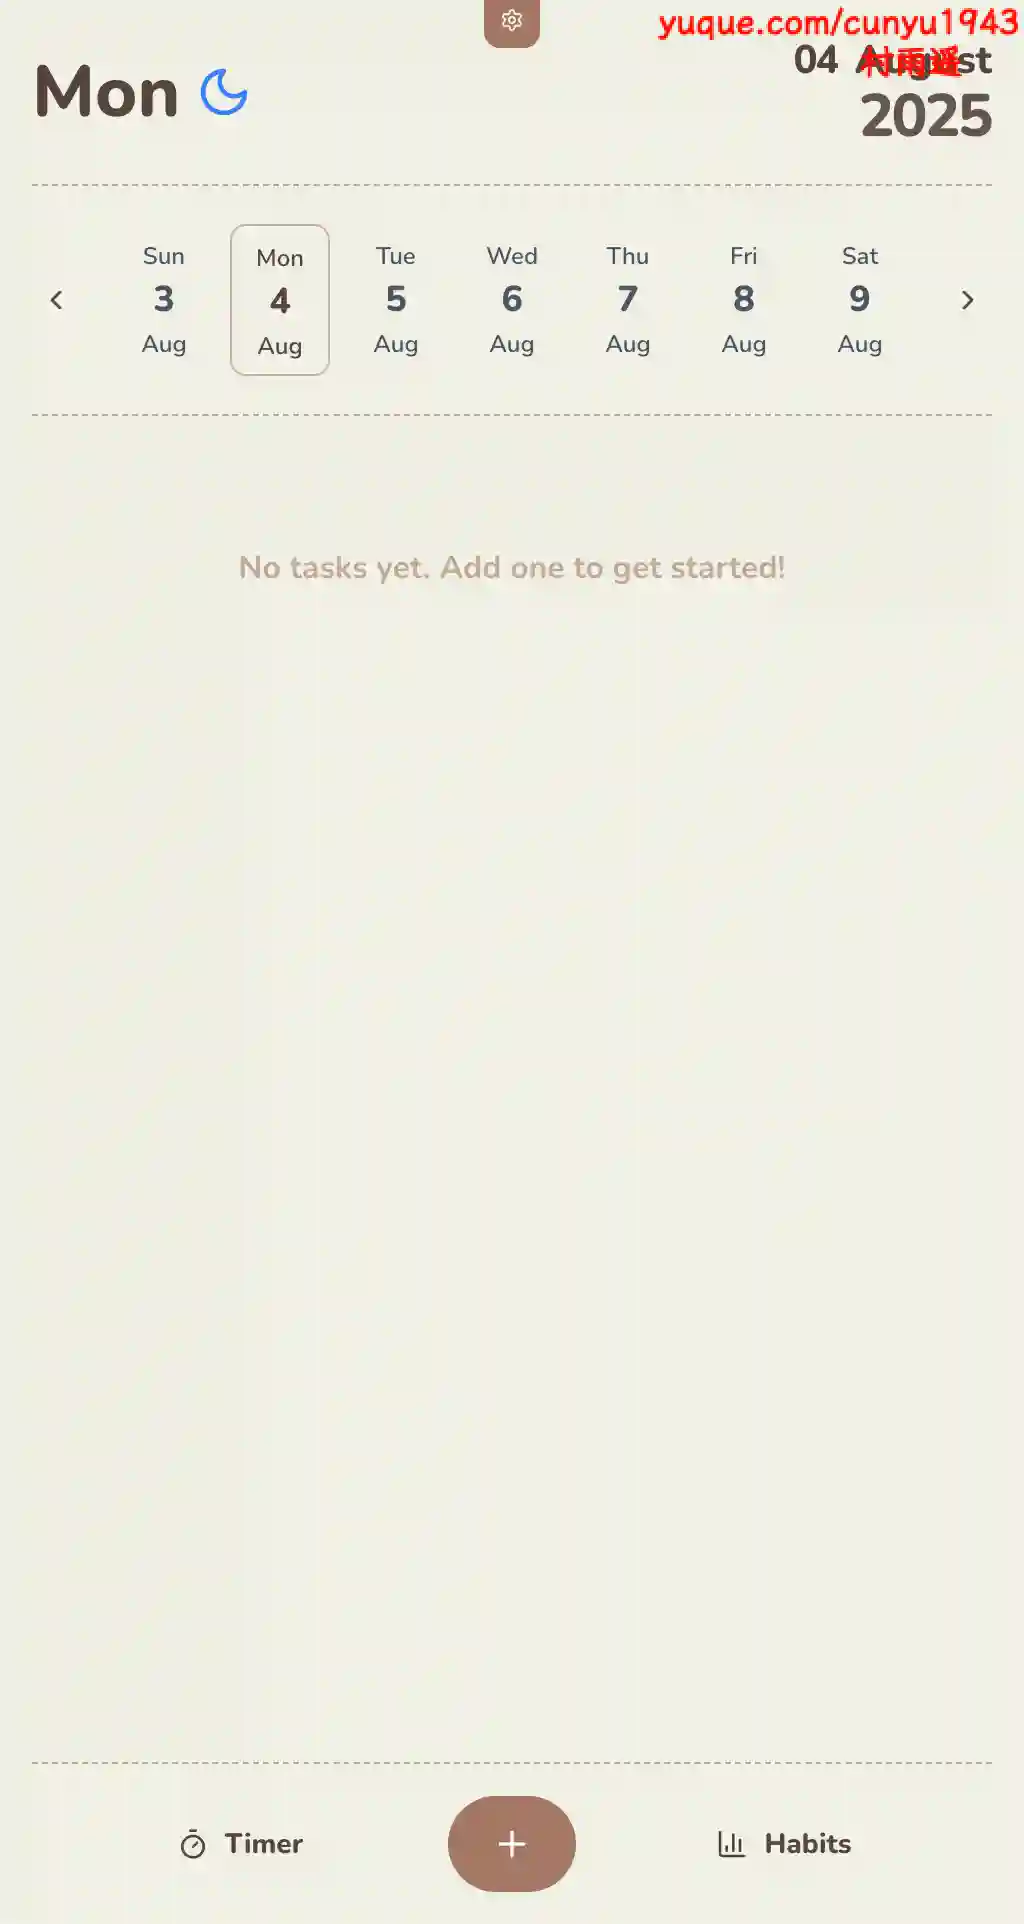 yuque.com/cunyu1943
村雨遥
Mon
04 August
2025
Sun Mon Tue Wed Thu Fri Sat
3 4 5 6 7 8 9
Aug Aug Aug Aug Aug Aug Aug
No tasks yet. Add one to get started!
Timer
Habits